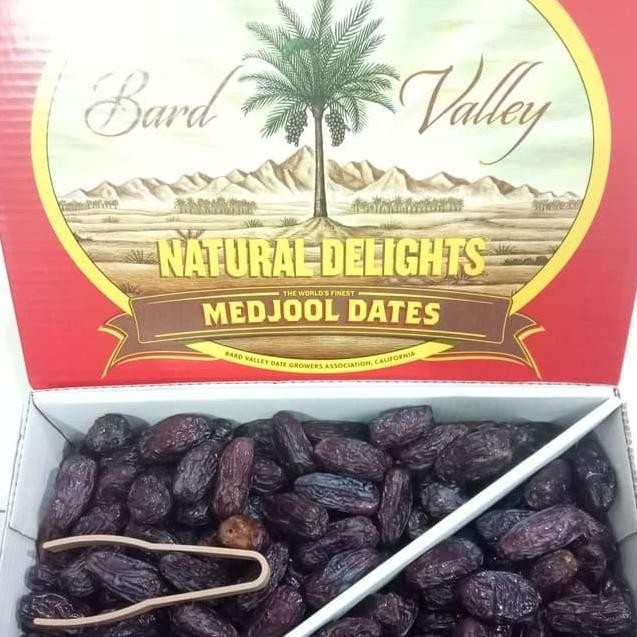 Bard Valley
NATURAL DELIGHTS
THE WORLD'S FINEST
MEDJOOL DATES
BARD VALLEY DATE GROWERS ASSOCIATION, CALIFORNIA